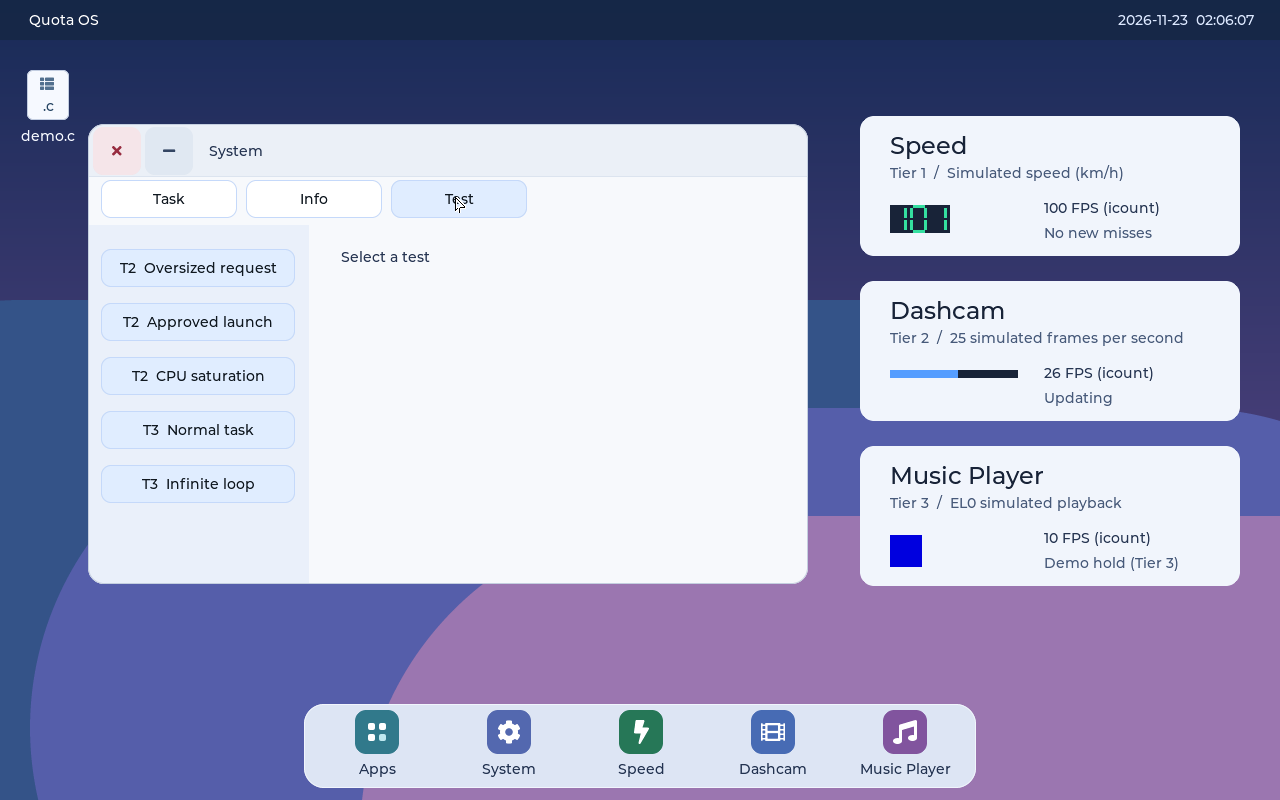 Quota OS
2026-11-23 02:06:07
.c
demo.c
System
Task
Info
Test
T2 Oversized request
T2 Approved launch
T2 CPU saturation
T3 Normal task
T3 Infinite loop
Select a test
Speed
Tier 1 / Simulated speed (km/h)
101
100 FPS (icount)
No new misses
Dashcam
Tier 2 / 25 simulated frames per second
26 FPS (icount)
Updating
Music Player
Tier 3 / EL0 simulated playback
10 FPS (icount)
Demo hold (Tier 3)
Apps
System
Speed
Dashcam
Music Player